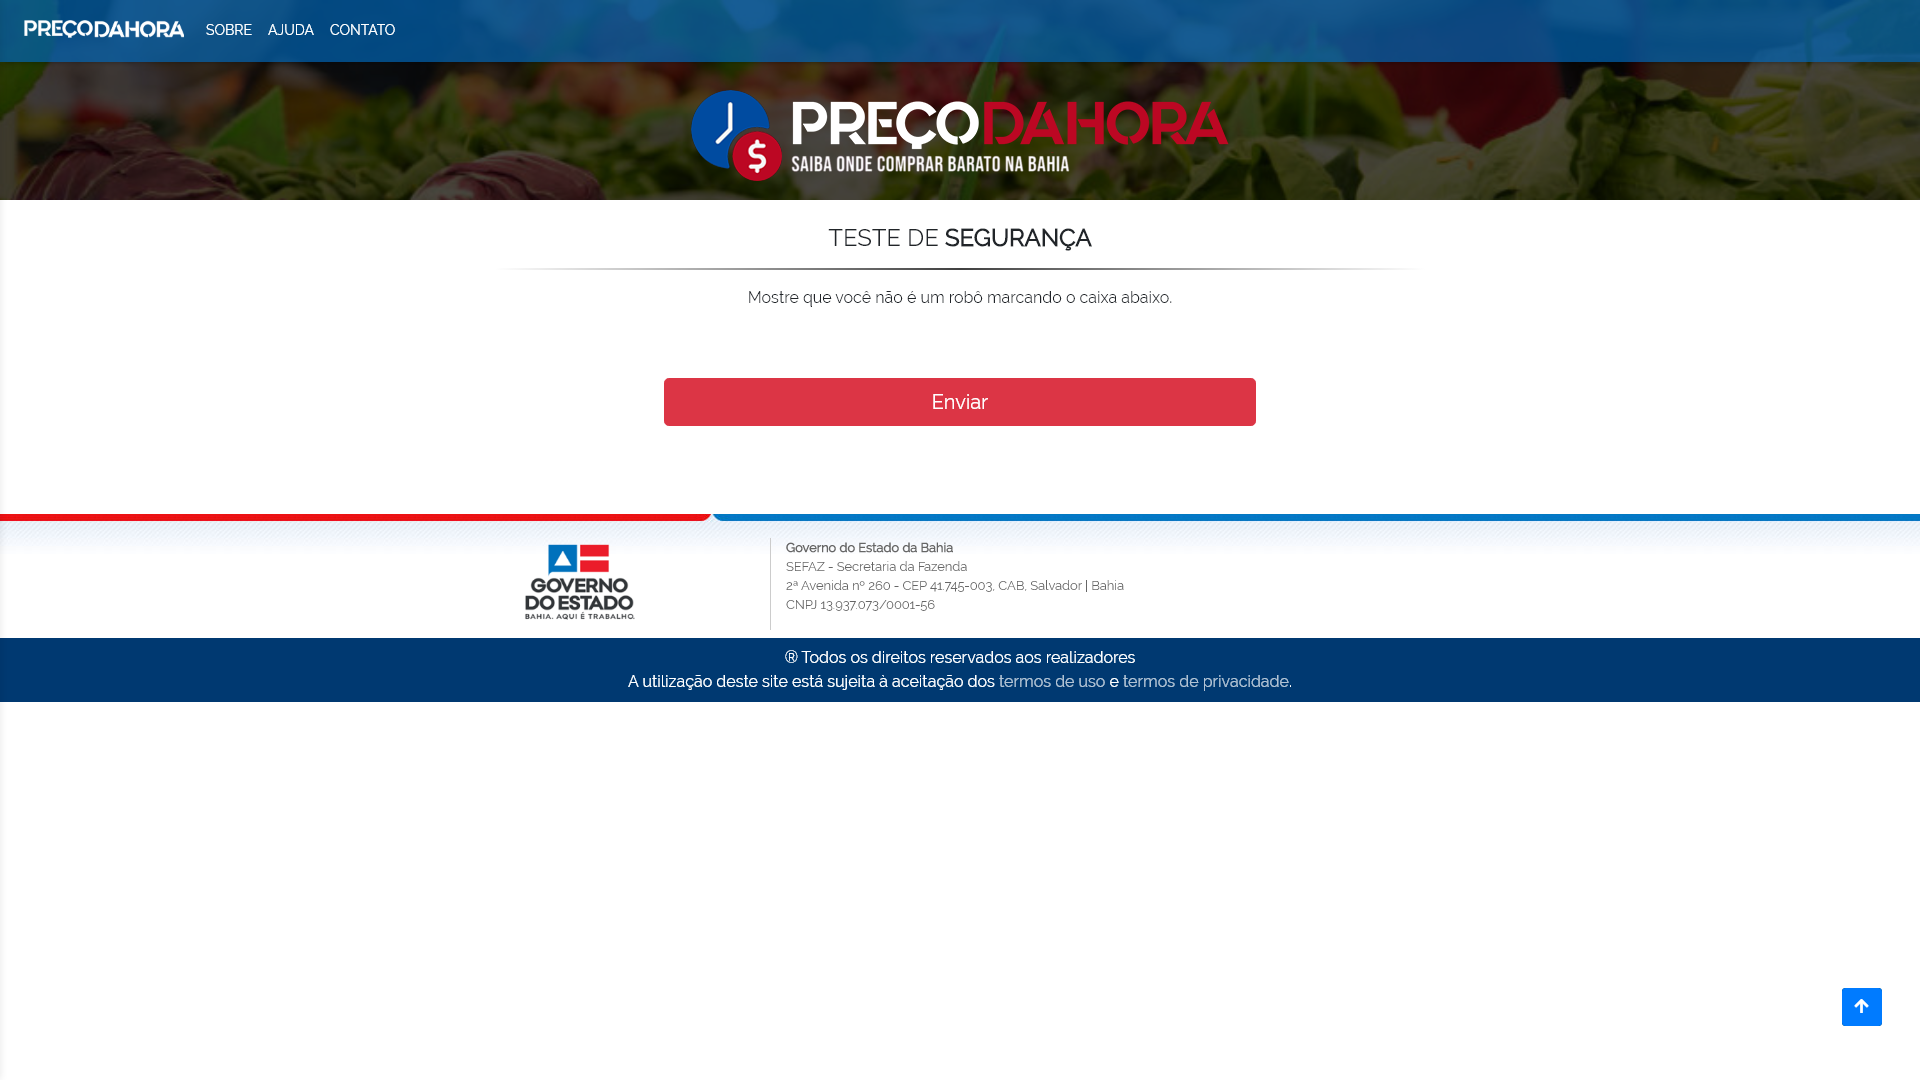 PREÇODAHORA SOBRE AJUDA CONTATO
PREÇODAHORA
SAIBA ONDE COMPRAR BARATO NA BAHIA
$
TESTE DE SEGURANÇA
Mostre que você não é um robô marcando o caixa abaixo.
Enviar
GOVERNO
DO ESTADO
BAHIA. AQUI É TRABALHO.
Governo do Estado da Bahia
SEFAZ - Secretaria da Fazenda
2ª Avenida nº 260 - CEP 41.745-003, CAB, Salvador | Bahia
CNPJ 13.937.073/0001-56
® Todos os direitos reservados aos realizadores
A utilização deste site está sujeita à aceitação dos termos de uso e termos de privacidade.